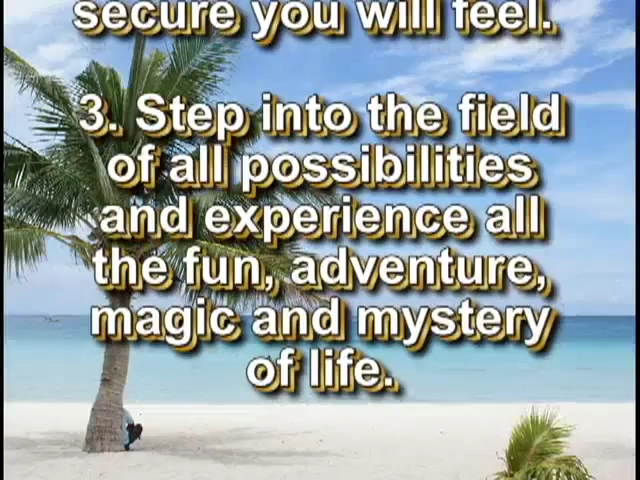 secure you will feel.
3. Step into the field
of all possibilities
and experience all
the fun, adventure,
magic and mystery
of life.